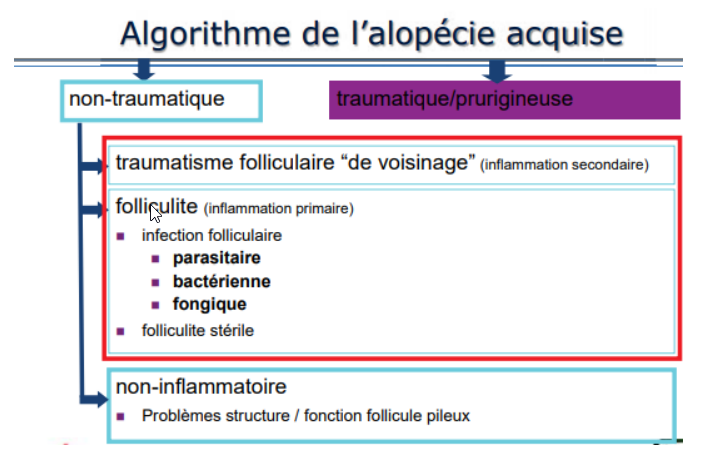 Algorithme de l’alopécie acquise
non-traumatique
traumatique/prurigineuse
traumatisme folliculaire “de voisinage” (inflammation secondaire)
folliculite (inflammation primaire)
infection folliculaire
parasitaire
bactérienne
fongique
folliculite stérile
non-inflammatoire
Problèmes structure / fonction follicule pileux